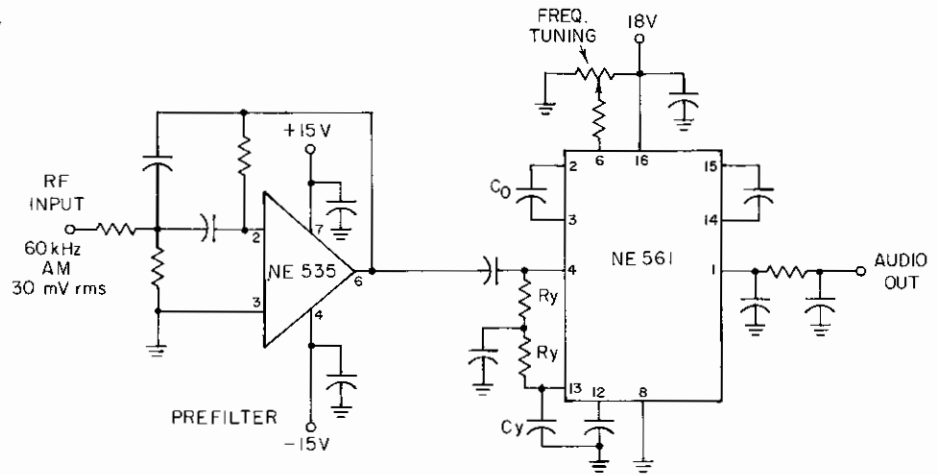 FREQ.
TUNING
18V
+15V
RF
INPUT
60 kHz
AM
30 mV rms
2
7
NE 535
6
3
4
PREFILTER
-15V
6
16
2
15
C₀
3
14
4
NE 561
1
AUDIO
OUT
Ry
Ry
13
12
8
Cy